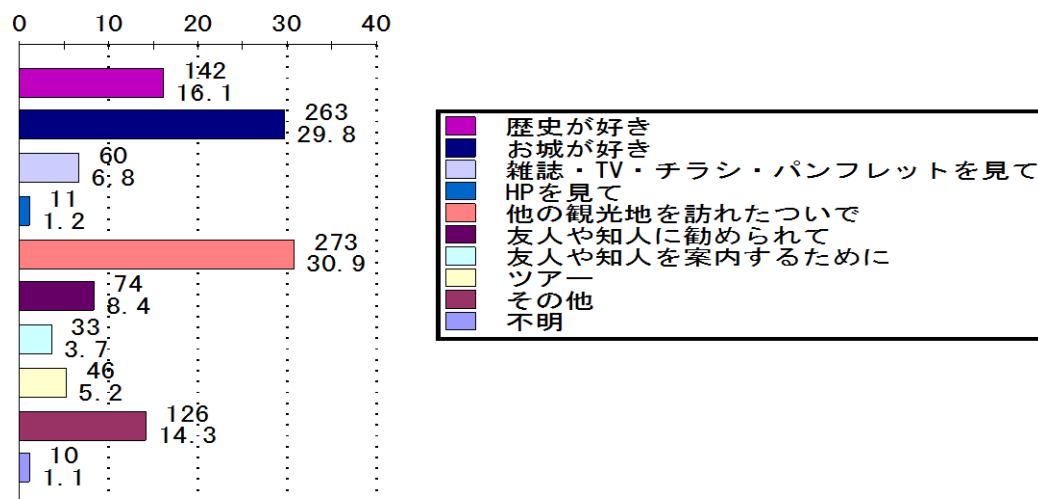 0 10 20 30 40
142
16.1
263
29.8
60
6.8
11
1.2
273
30.9
74
8.4
33
3.7
46
5.2
126
14.3
10
1.1
歴史が好き
お城が好き
雑誌・TV・チラシ・パンフレットを見て
HPを見て
他の観光地を訪れたついで
友人や知人に勧められて
友人や知人を案内するために
ツアー
その他
不明